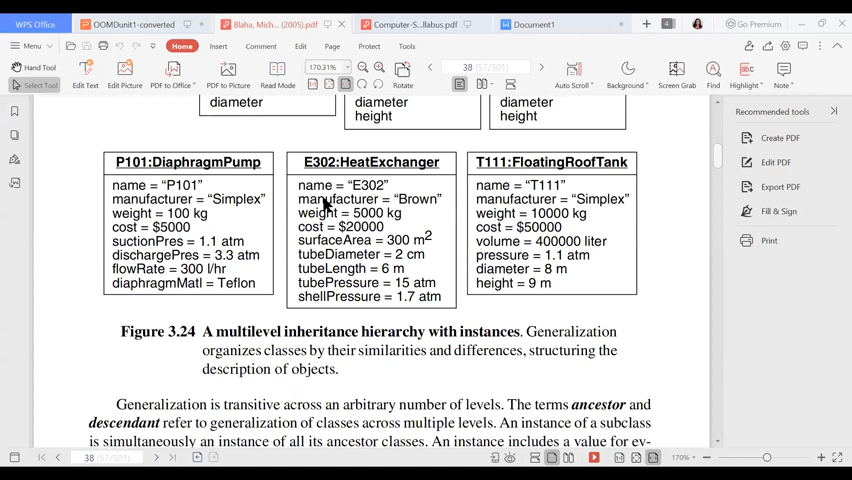 WPS Office
OOMDunit1-converted
Blaha, Mich... (2005).pdf
Computer-S...llabus.pdf
Document1
4
Go Premium
Menu
Home
Insert
Comment
Edit
Page
Protect
Tools
Hand Tool
Select Tool
Edit Text
Edit Picture
PDF to Office
PDF to Picture
Read Mode
170.31%
Rotate
38 (57/501)
Auto Scroll
Background
Screen Grab
Find
Highlight
Note
diameter
diameter
height
diameter
height
P101:DiaphragmPump
name = “P101”
manufacturer = “Simplex”
weight = 100 kg
cost = $5000
suctionPres = 1.1 atm
dischargePres = 3.3 atm
flowRate = 300 l/hr
diaphragmMatl = Teflon
E302:HeatExchanger
name = “E302”
manufacturer = “Brown”
weight = 5000 kg
cost = $20000
surfaceArea = 300 m2
tubeDiameter = 2 cm
tubeLength = 6 m
tubePressure = 15 atm
shellPressure = 1.7 atm
T111:FloatingRoofTank
name = “T111”
manufacturer = “Simplex”
weight = 10000 kg
cost = $50000
volume = 400000 liter
pressure = 1.1 atm
diameter = 8 m
height = 9 m
Figure 3.24 A multilevel inheritance hierarchy with instances. Generalization
organizes classes by their similarities and differences, structuring the
description of objects.
Generalization is transitive across an arbitrary number of levels. The terms ancestor and
descendant refer to generalization of classes across multiple levels. An instance of a subclass
is simultaneously an instance of all its ancestor classes. An instance includes a value for ev-
Recommended tools
Create PDF
Edit PDF
Export PDF
Fill & Sign
Print
38 (57/501)
170%